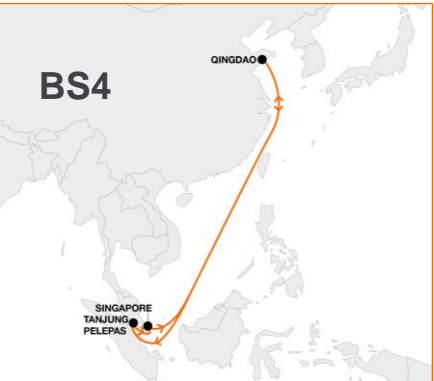 QINGDAO
BS4
SINGAPORE
TANJUNG
PELEPAS